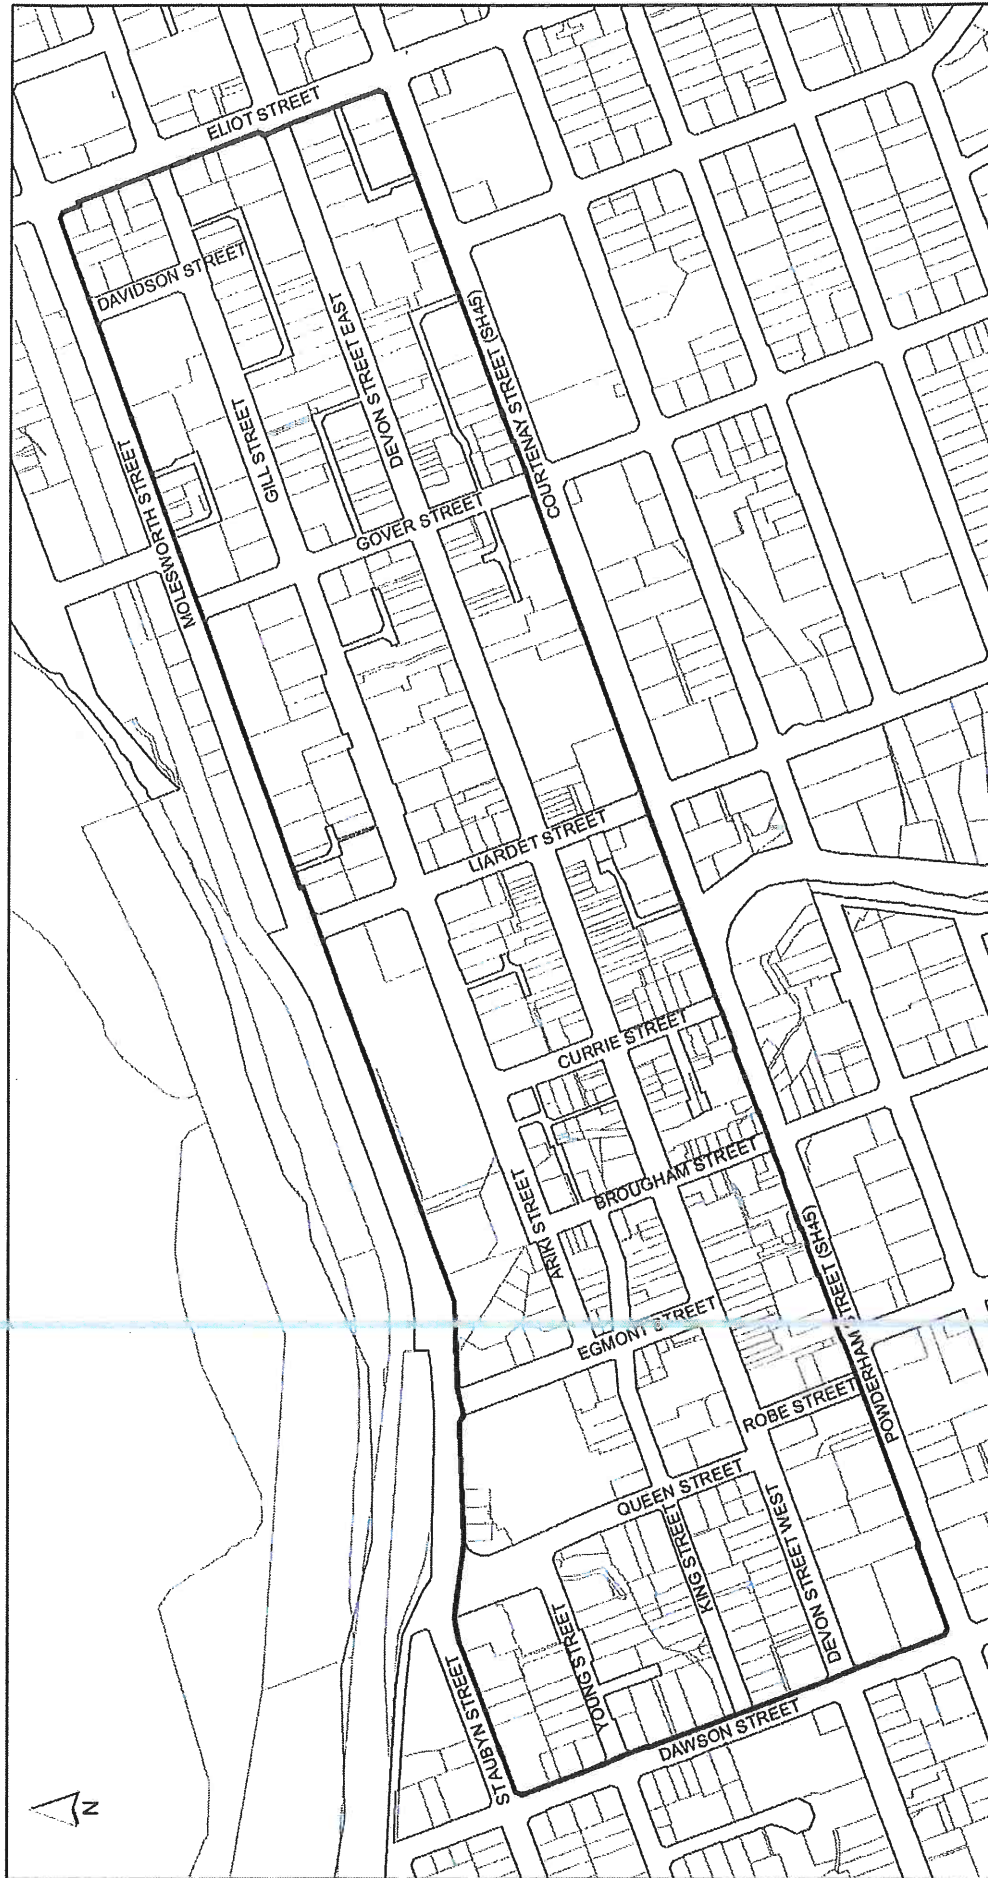 ELIOT STREET
DAVIDSON STREET
MOLESWORTH STREET
GILL STREET
DEVON STREET EAST
COURTENAY STREET (SH45)
GOVER STREET
LIARDET STREET
CURRIE STREET
BROUGHAM STREET
ARIKI STREET
EGMONT STREET
POWDERHAM STREET (SH45)
ROBE STREET
QUEEN STREET
KING STREET
DEVON STREET WEST
YOUNG STREET
ST AUBYN STREET
DAWSON STREET
N